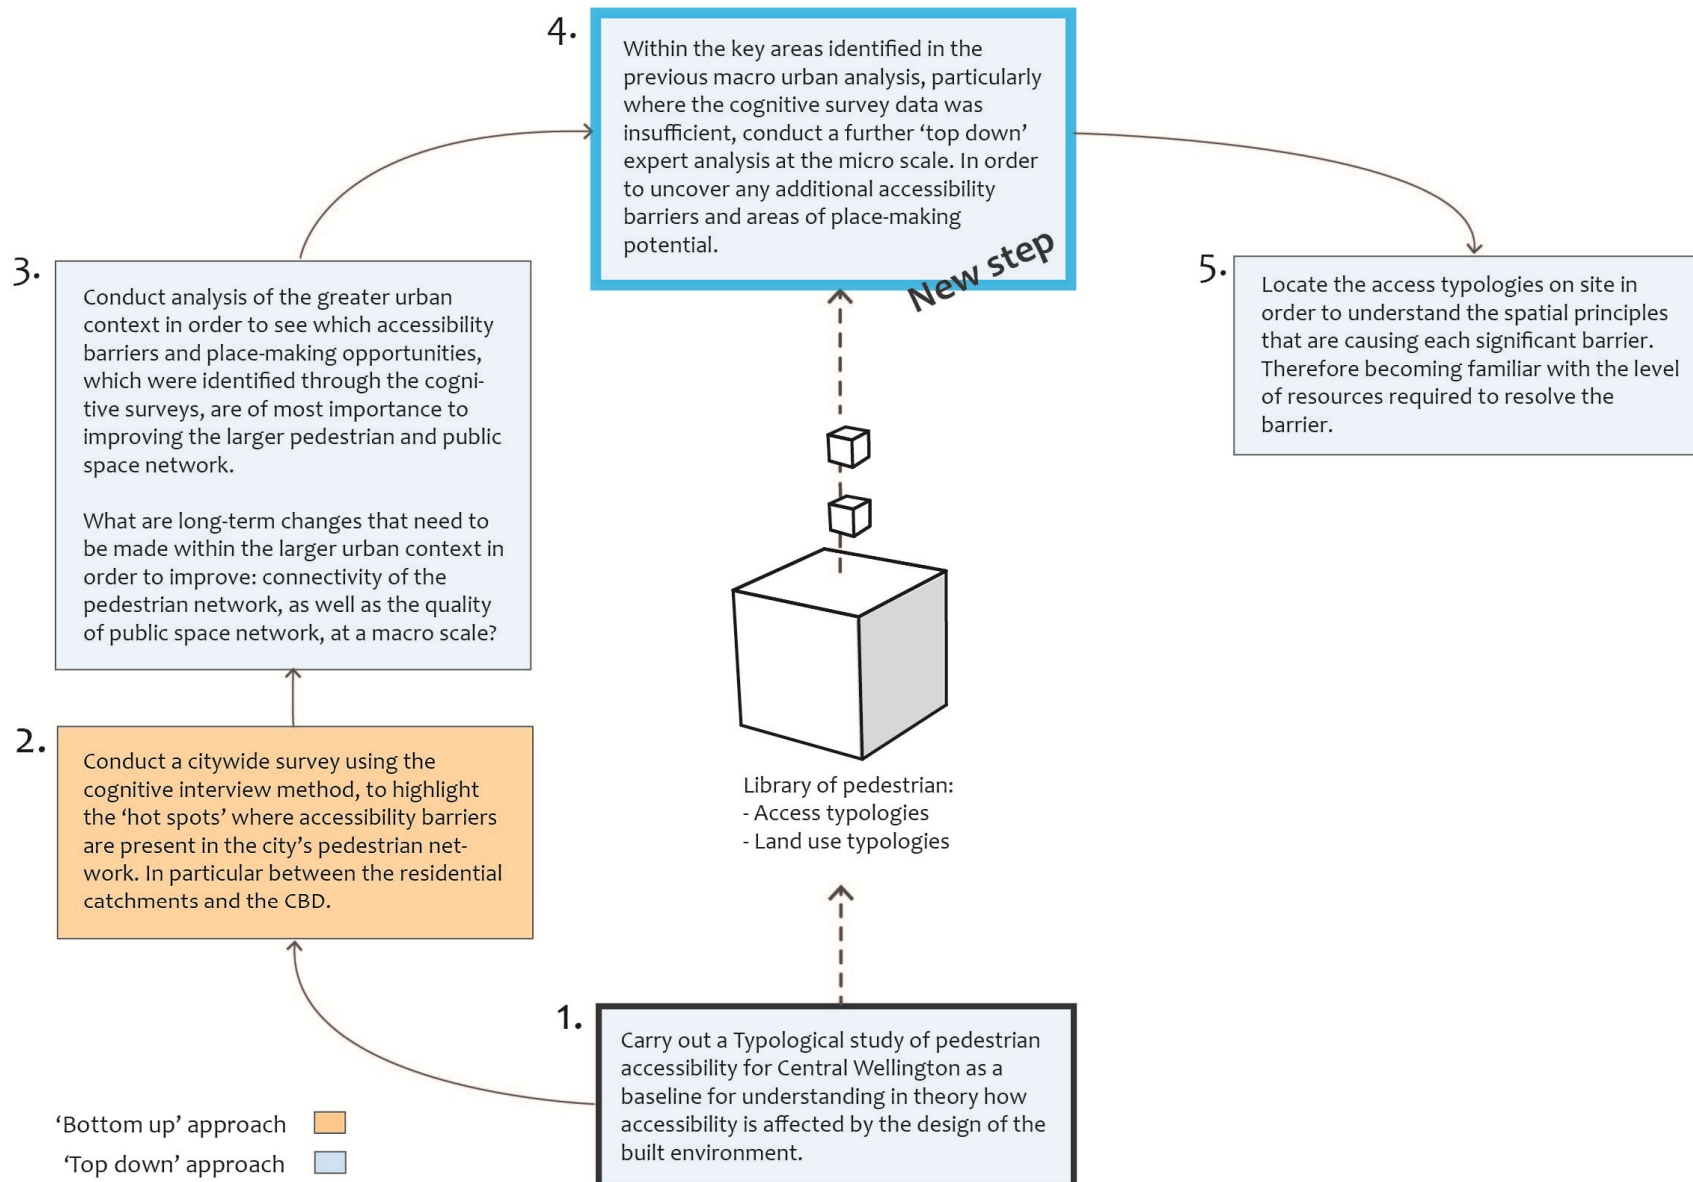 4.
Within the key areas identified in the
previous macro urban analysis, particularly
where the cognitive survey data was
insufficient, conduct a further ‘top down’
expert analysis at the micro scale. In order
to uncover any additional accessibility
barriers and areas of place-making
potential.
New step
3.
Conduct analysis of the greater urban
context in order to see which accessibility
barriers and place-making opportunities,
which were identified through the cogni-
tive surveys, are of most importance to
improving the larger pedestrian and public
space network.
What are long-term changes that need to
be made within the larger urban context in
order to improve: connectivity of the
pedestrian network, as well as the quality
of public space network, at a macro scale?
5.
Locate the access typologies on site in
order to understand the spatial principles
that are causing each significant barrier.
Therefore becoming familiar with the level
of resources required to resolve the
barrier.
2.
Conduct a citywide survey using the
cognitive interview method, to highlight
the ‘hot spots’ where accessibility barriers
are present in the city’s pedestrian net-
work. In particular between the residential
catchments and the CBD.
Library of pedestrian:
- Access typologies
- Land use typologies
1.
Carry out a Typological study of pedestrian
accessibility for Central Wellington as a
baseline for understanding in theory how
accessibility is affected by the design of the
built environment.
‘Bottom up’ approach
‘Top down’ approach